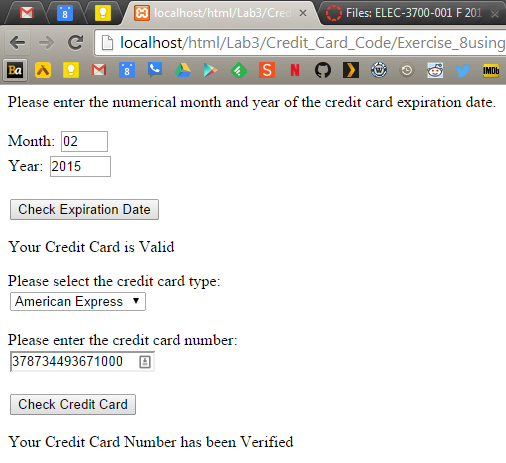 localhost/html/Lab3/Cred
Files: ELEC-3700-001 F 201
localhost/html/Lab3/Credit_Card_Code/Exercise_8using
Please enter the numerical month and year of the credit card expiration date.
Month: 02
Year: 2015
Check Expiration Date
Your Credit Card is Valid
Please select the credit card type:
American Express
Please enter the credit card number:
378734493671000
Check Credit Card
Your Credit Card Number has been Verified